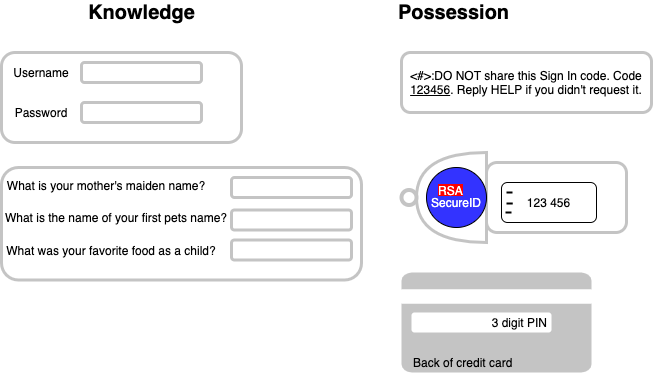 Knowledge
Possession
Username
Password
What is your mother's maiden name?
What is the name of your first pets name?
What was your favorite food as a child?
<#>:DO NOT share this Sign In code. Code
123456. Reply HELP if you didn't request it.
RSA
SecureID
123 456
3 digit PIN
Back of credit card